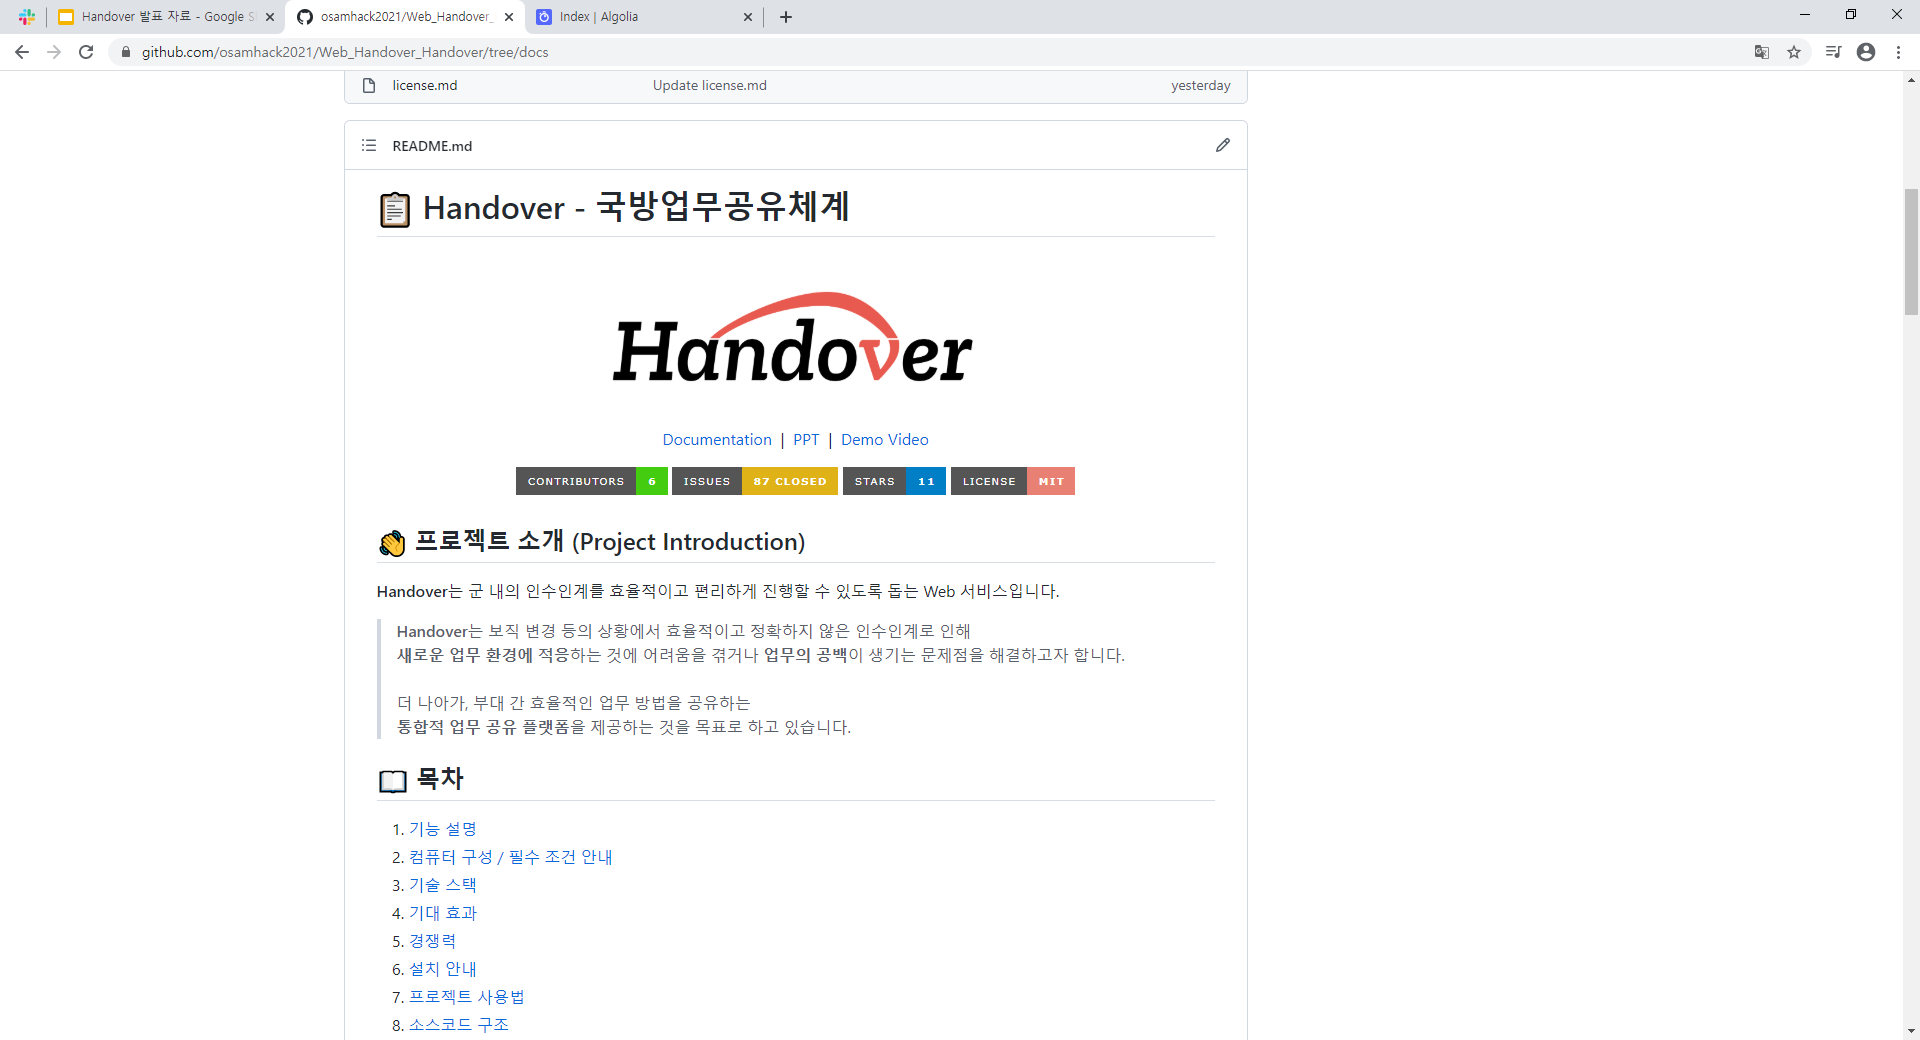 Handover 발표 자료 - Google S
osamhack2021/Web_Handover_
Index | Algolia
github.com/osamhack2021/Web_Handover_Handover/tree/docs
license.md Update license.md yesterday
README.md
Handover - 국방업무공유체계
Handover
Documentation | PPT | Demo Video
CONTRIBUTORS 6 ISSUES 87 CLOSED STARS 11 LICENSE MIT
프로젝트 소개 (Project Introduction)
Handover는 군 내의 인수인계를 효율적이고 편리하게 진행할 수 있도록 돕는 Web 서비스입니다.
Handover는 보직 변경 등의 상황에서 효율적이고 정확하지 않은 인수인계로 인해
새로운 업무 환경에 적응하는 것에 어려움을 겪거나 업무의 공백이 생기는 문제점을 해결하고자 합니다.
더 나아가, 부대 간 효율적인 업무 방법을 공유하는
통합적 업무 공유 플랫폼을 제공하는 것을 목표로 하고 있습니다.
목차
1. 기능 설명
2. 컴퓨터 구성 / 필수 조건 안내
3. 기술 스택
4. 기대 효과
5. 경쟁력
6. 설치 안내
7. 프로젝트 사용법
8. 소스코드 구조